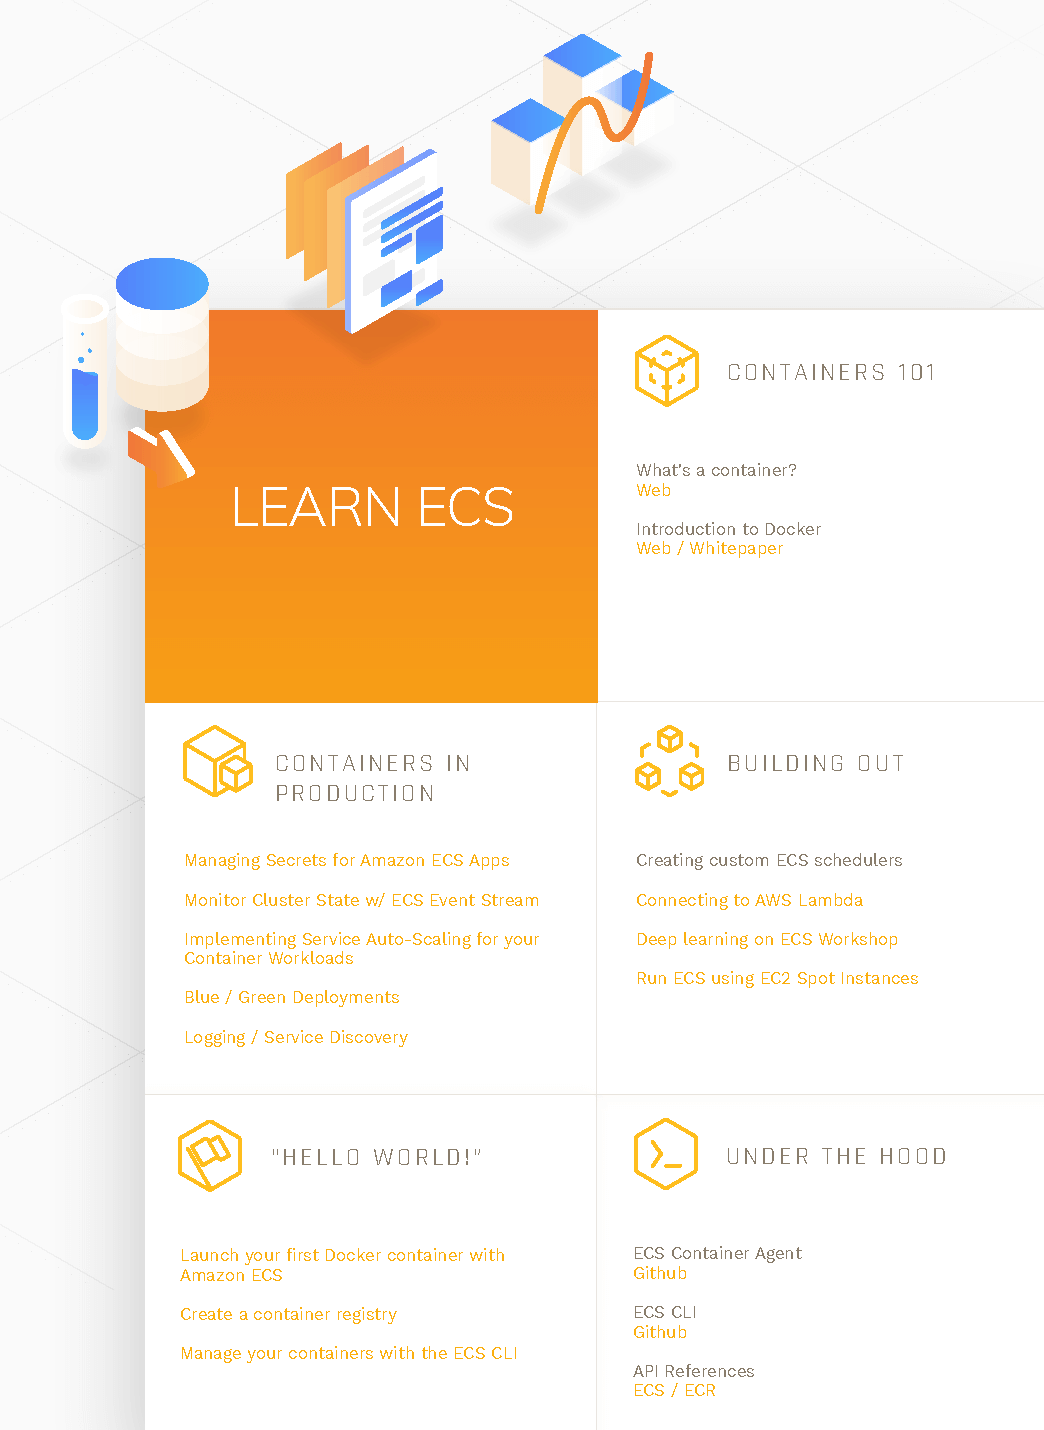 LEARN ECS
CONTAINERS 101
What's a container?
Web
Introduction to Docker
Web / Whitepaper
CONTAINERS IN
PRODUCTION
Managing Secrets for Amazon ECS Apps
Monitor Cluster State w/ ECS Event Stream
Implementing Service Auto-Scaling for your
Container Workloads
Blue / Green Deployments
Logging / Service Discovery
BUILDING OUT
Creating custom ECS schedulers
Connecting to AWS Lambda
Deep learning on ECS Workshop
Run ECS using EC2 Spot Instances
"HELLO WORLD!"
Launch your first Docker container with
Amazon ECS
Create a container registry
Manage your containers with the ECS CLI
UNDER THE HOOD
ECS Container Agent
Github
ECS CLI
Github
API References
ECS / ECR